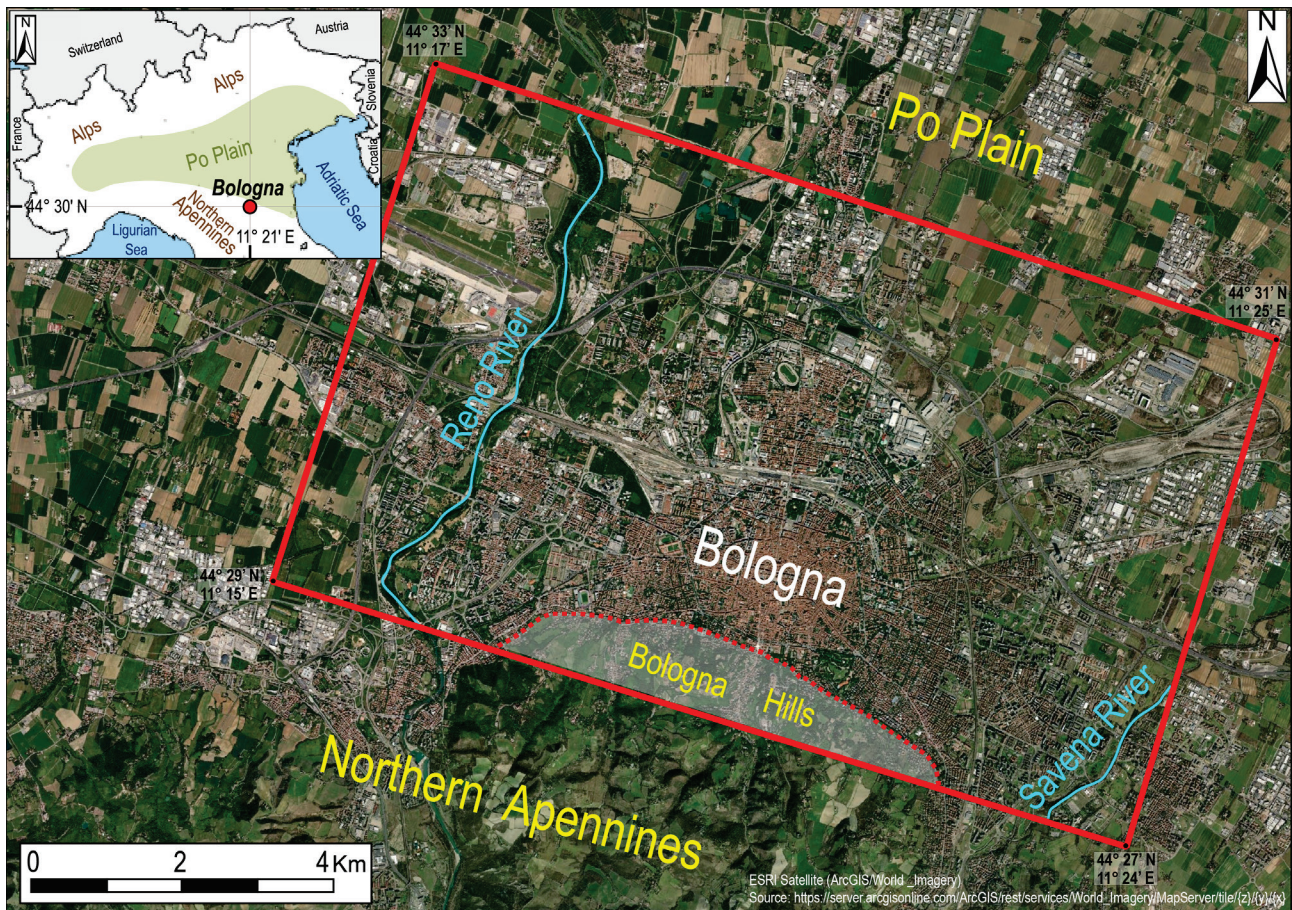 N
Switzerland
Austria
Slovenia
Croatia
France
Alps
Alps
Po Plain
Bologna
44° 30' N
11° 21' E
Northern
Apennines
Ligurian
Sea
Adriatic Sea
44° 33' N
11° 17' E
N
Po Plain
44° 31' N
11° 25' E
Reno River
Bologna
44° 29' N
11° 15' E
Bologna Hills
Savena River
Northern Apennines
44° 27' N
11° 24' E
0 2 4 Km
ESRI Satellite (ArcGIS/World _Imagery)
Source: https://server.arcgisonline.com/ArcGIS/rest/services/World_Imagery/MapServer/tile/{z}/{y}/{x}